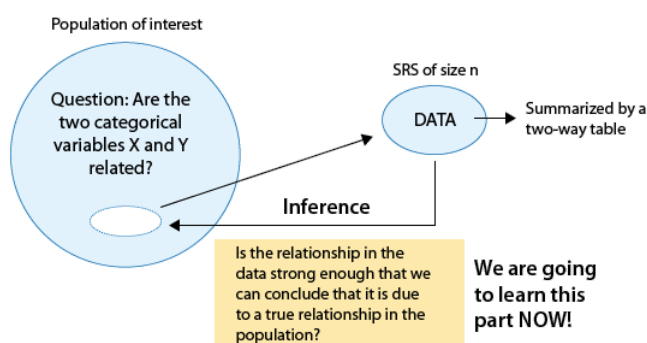 Population of interest
SRS of size n
Question: Are the
two categorical
variables X and Y
related?
DATA
Summarized by a
two-way table
Inference
Is the relationship in the
data strong enough that we
can conclude that it is due
to a true relationship in the
population?
We are going
to learn this
part NOW!